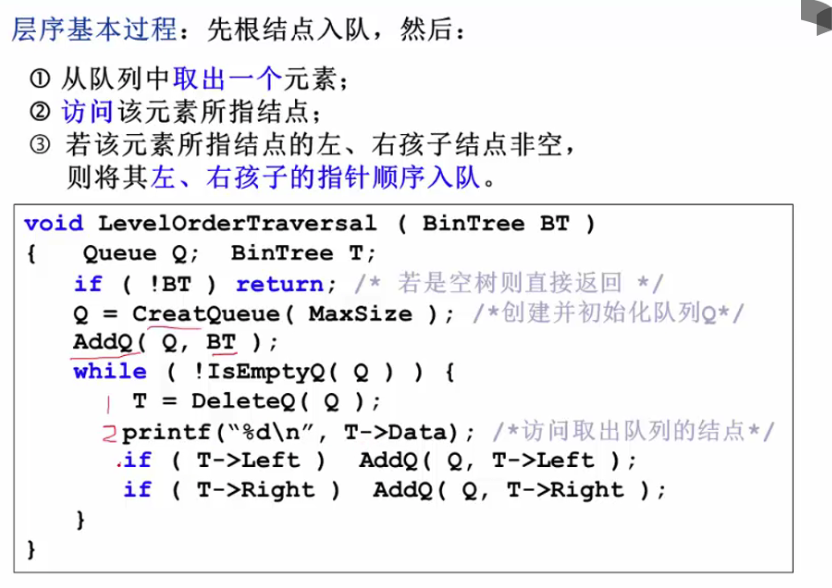 层序基本过程：先根结点入队，然后：
① 从队列中取出一个元素；
② 访问该元素所指结点；
③ 若该元素所指结点的左、右孩子结点非空，
则将其左、右孩子的指针顺序入队。
void LevelOrderTraversal ( BinTree BT )
{ Queue Q; BinTree T;
if ( !BT ) return; /* 若是空树则直接返回 */
Q = CreatQueue( MaxSize ); /*创建并初始化队列Q*/
AddQ( Q, BT );
while ( !IsEmptyQ( Q ) ) {
1 T = DeleteQ( Q );
2 printf(“%d\n”, T->Data); /*访问取出队列的结点*/
if ( T->Left ) AddQ( Q, T->Left );
if ( T->Right ) AddQ( Q, T->Right );
}
}